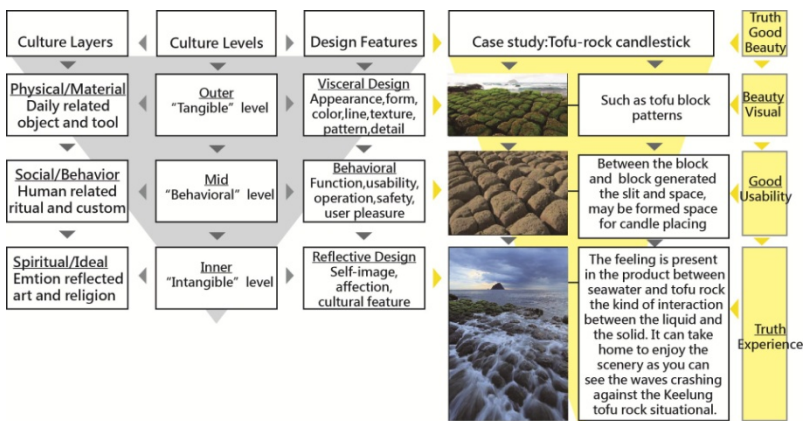 Culture Layers
Culture Levels
Design Features
Case study:Tofu-rock candlestick
Truth
Good
Beauty
Physical/Material
Daily related
object and tool
Outer
“Tangible” level
Visceral Design
Appearance,form,
color,line,texture,
pattern,detail
Such as tofu block
patterns
Beauty
Visual
Social/Behavior
Human related
ritual and custom
Mid
“Behavioral” level
Behavioral
Function,usability,
operation,safety,
user pleasure
Between the block
and block generated
the slit and space,
may be formed space
for candle placing
Good
Usability
Spiritual/Ideal
Emtion reflected
art and religion
Inner
“Intangible” level
Reflective Design
Self-image,
affection,
cultural feature
The feeling is present
in the product between
seawater and tofu rock
the kind of interaction
between the liquid and
the solid. It can take
home to enjoy the
scenery as you can
see the waves crashing
against the Keelung
tofu rock situational.
Truth
Experience